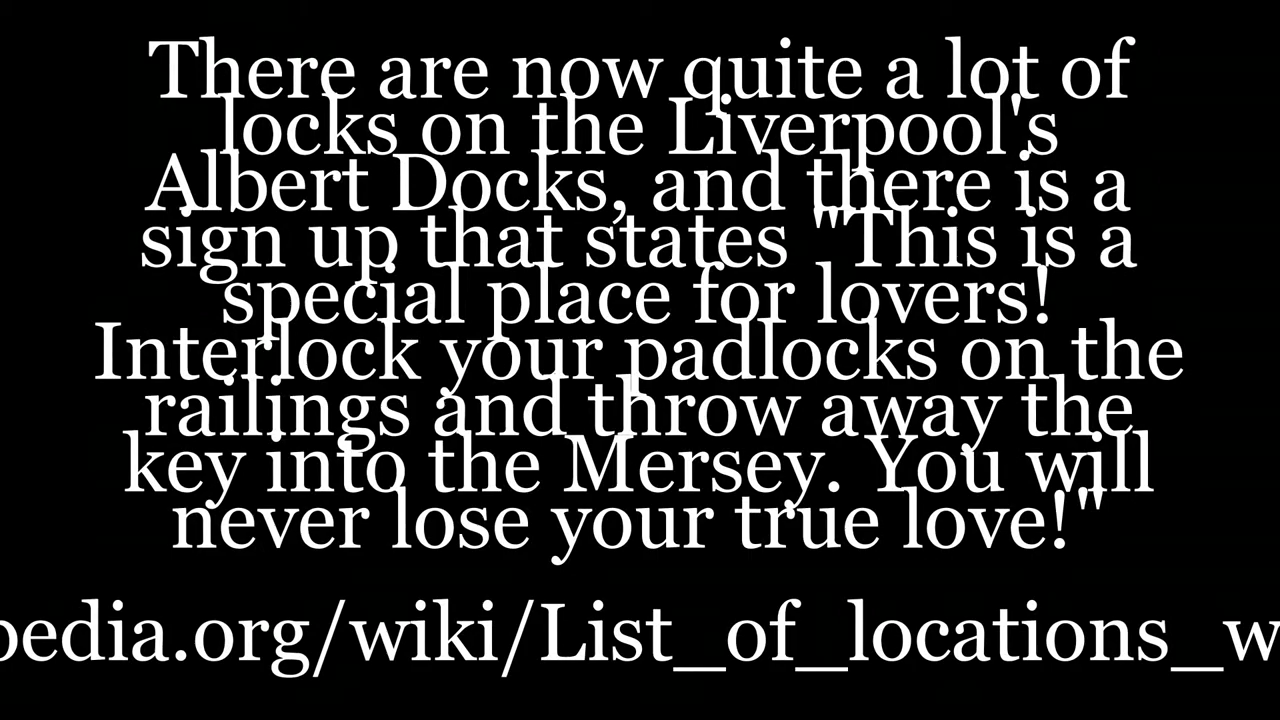 There are now quite a lot of
locks on the Liverpool's
Albert Docks, and there is a
sign up that states "This is a
special place for lovers!
Interlock your padlocks on the
railings and throw away the
key into the Mersey. You will
never lose your true love!"
pedia.org/wiki/List_of_locations_w